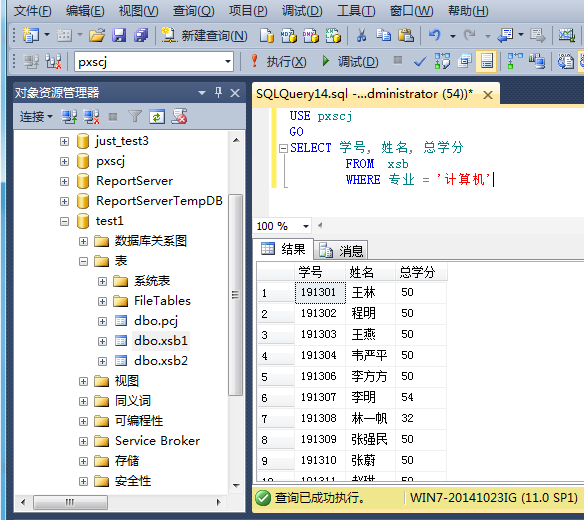 文件(F) 编辑(E) 视图(V) 查询(Q) 项目(P) 调试(D) 工具(T) 窗口(W) 帮助(H)
新建查询(N)
pxscj 执行(X) 调试(D)
对象资源管理器
连接
just_test3
pxscj
ReportServer
ReportServerTempDB
test1
数据库关系图
表
系统表
FileTables
dbo.pcj
dbo.xsb1
dbo.xsb2
视图
同义词
可编程性
Service Broker
存储
安全性
SQLQuery14.sql -...dministrator (54))*
USE pxscj
GO
SELECT 学号, 姓名, 总学分
FROM xsb
WHERE 专业 = '计算机'
100 %
结果 消息
学号 姓名 总学分
1 191301 王林 50
2 191302 程明 50
3 191303 王燕 50
4 191304 韦严平 50
5 191306 李方方 50
6 191307 李明 54
7 191308 林一帆 32
8 191309 张强民 50
9 191310 张蔚 50
10 191311 赵琳 50
查询已成功执行。 WIN7-20141023IG (11.0 SP1)